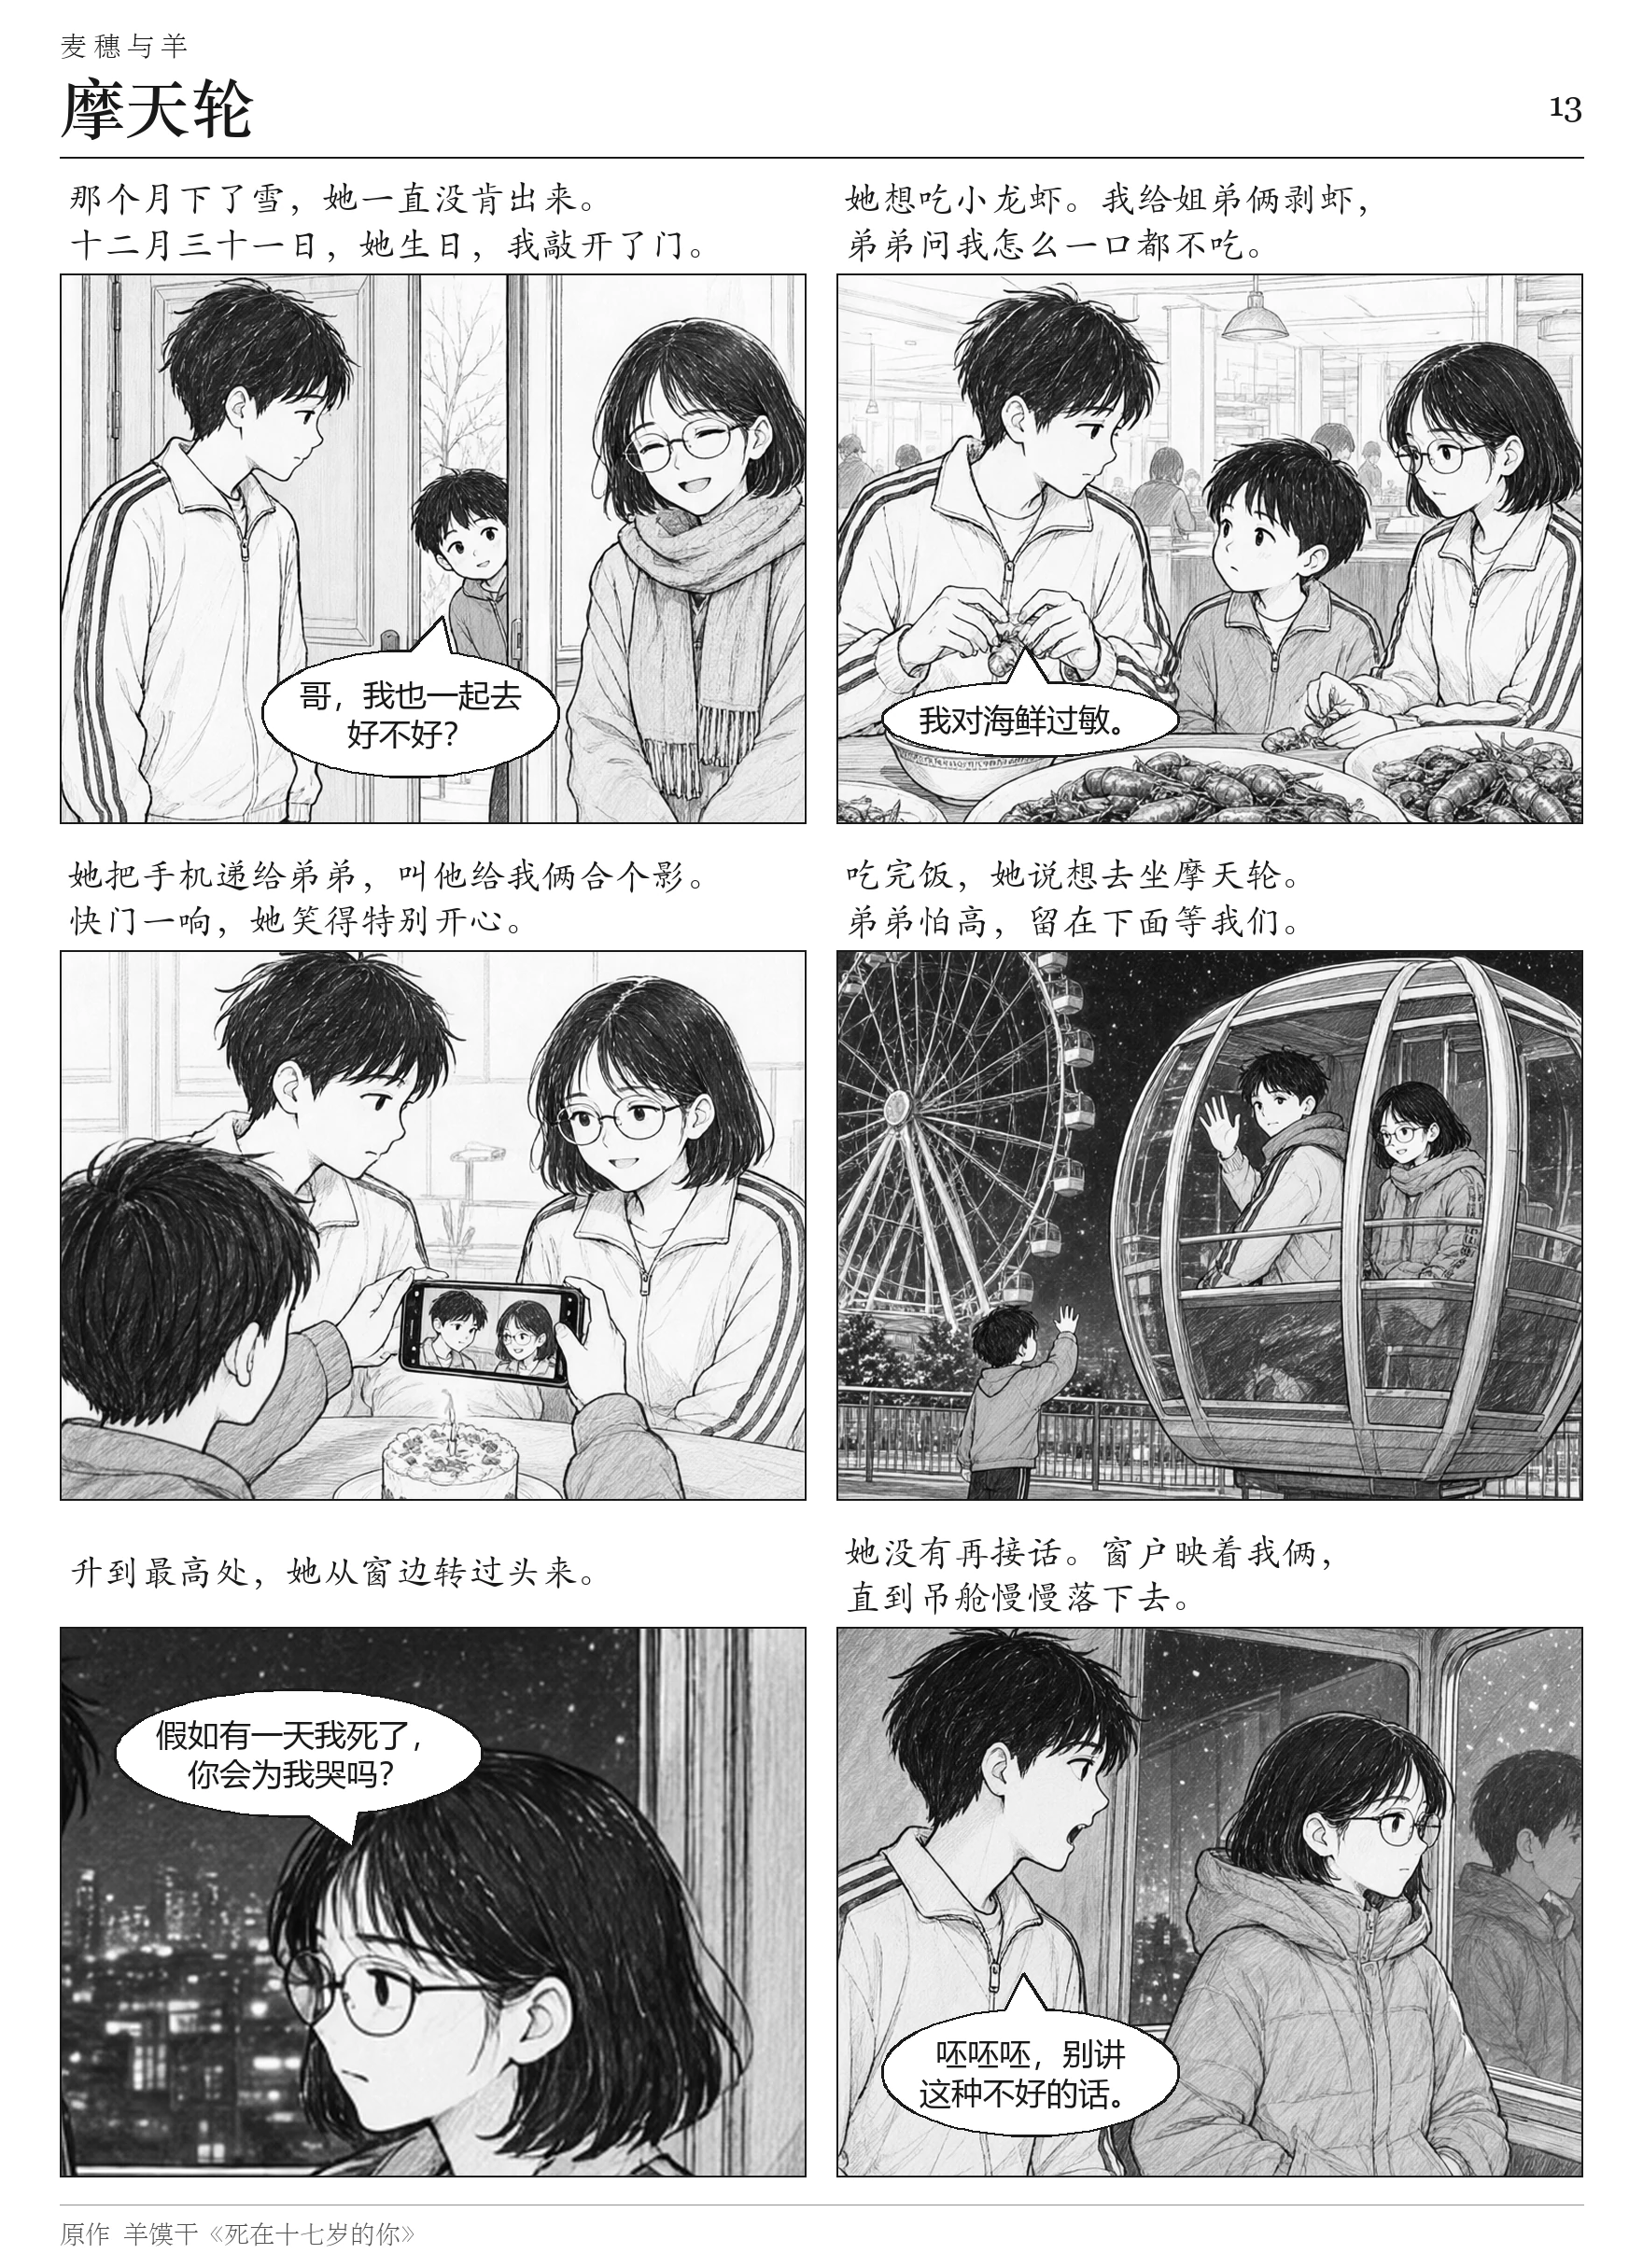 麦穗与羊
摩天轮
13
那个月下了雪，她一直没肯出来。
十二月三十一日，她生日，我敲开了门。
哥，我也一起去
好不好？
她想吃小龙虾。我给姐弟俩剥虾，
弟弟问我怎么一口都不吃。
我对海鲜过敏。
她把手机递给弟弟，叫他给我俩合个影。
快门一响，她笑得特别开心。
吃完饭，她说想去坐摩天轮。
弟弟怕高，留在下面等我们。
升到最高处，她从窗边转过头来。
假如有一天我死了，
你会为我哭吗？
她没有再接话。窗户映着我俩，
直到吊舱慢慢落下去。
呸呸呸，别讲
这种不好的话。
原作 羊馍干《死在十七岁的你》